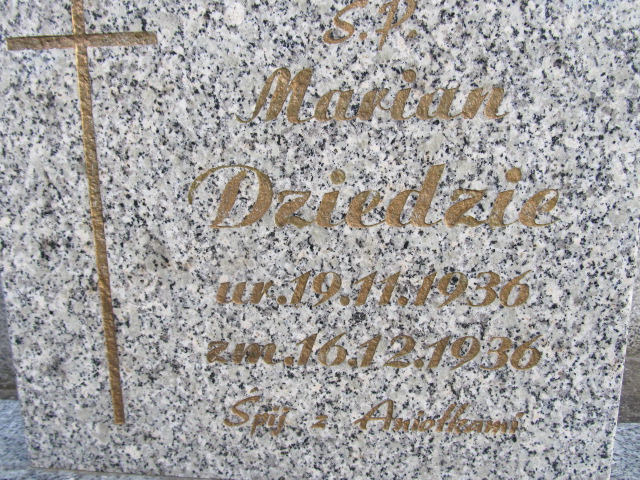 Ś.P.
Marian
Dziedzic
ur.19.11.1936
zm.16.12.1936
Śpij z Aniołkami